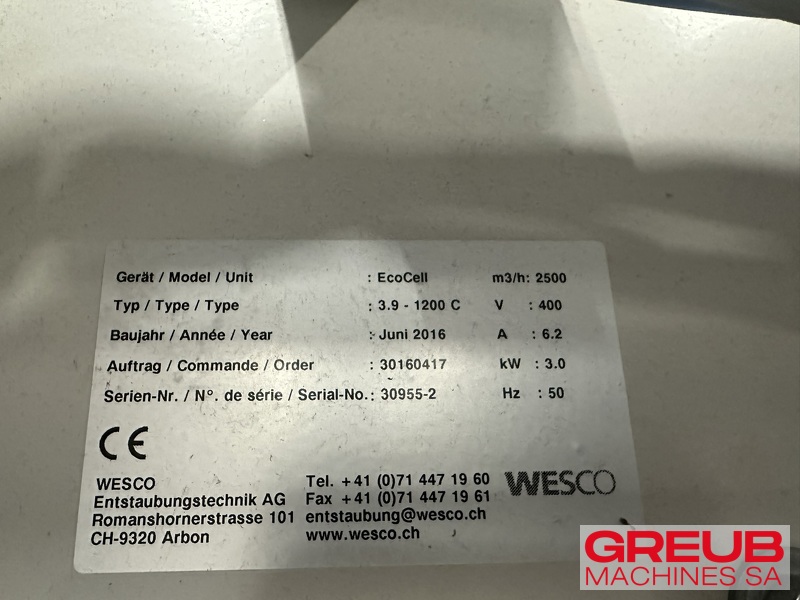 Gerät / Model / Unit : EcoCell m3/h: 2500
Typ / Type / Type : 3.9 - 1200 C V : 400
Baujahr / Année / Year : Juni 2016 A : 6.2
Auftrag / Commande / Order : 30160417 kW : 3.0
Serien-Nr. / N°. de série / Serial-No. : 30955-2 Hz : 50
CE
WESCO
Entstaubungstechnik AG
Romanshornerstrasse 101
CH-9320 Arbon
Tel. +41 (0)71 447 19 60
Fax +41 (0)71 447 19 61
entstaubung@wesco.ch
www.wesco.ch
WESCO
GREUB
MACHINES SA